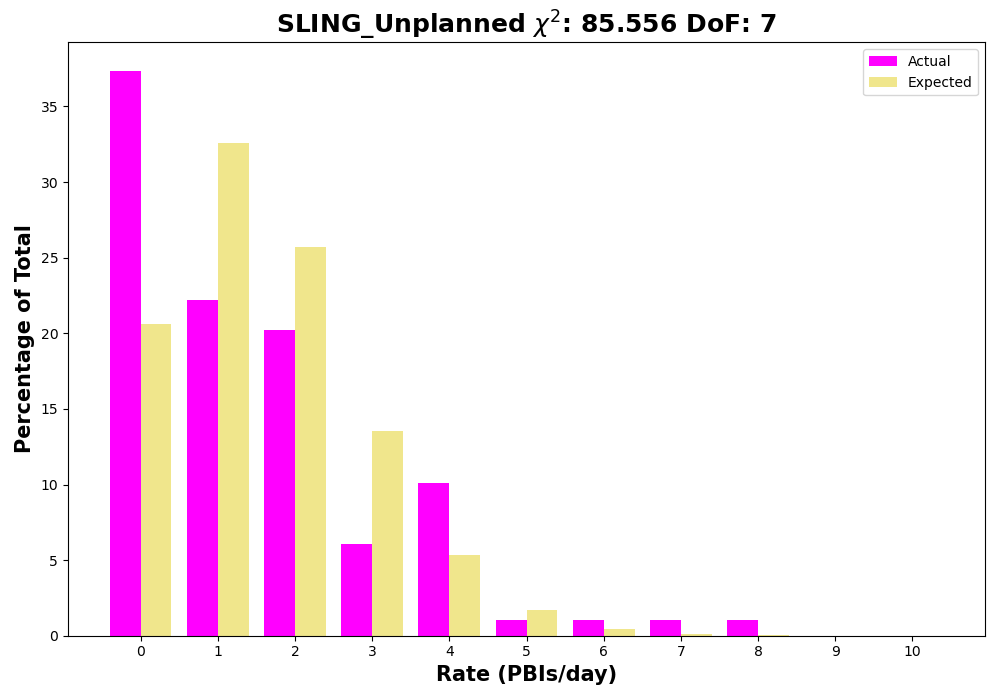 SLING_Unplanned χ²: 85.556 DoF: 7
Actual
Expected
Percentage of Total
35
30
25
20
15
10
5
0
0 1 2 3 4 5 6 7 8 9 10
Rate (PBIs/day)